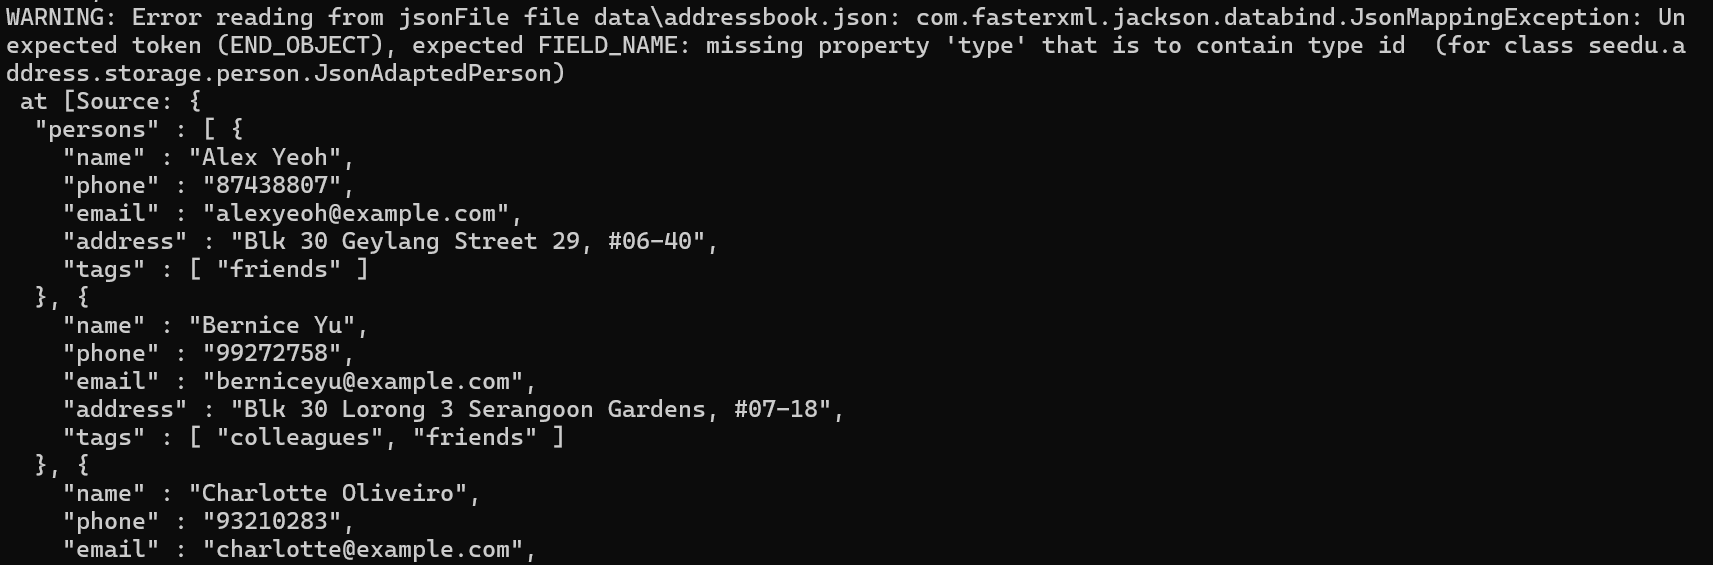 WARNING: Error reading from jsonFile file data\addressbook.json: com.fasterxml.jackson.databind.JsonMappingException: Un
expected token (END_OBJECT), expected FIELD_NAME: missing property 'type' that is to contain type id  (for class seedu.a
ddress.storage.person.JsonAdaptedPerson)
 at [Source: {
  "persons" : [ {
    "name" : "Alex Yeoh",
    "phone" : "87438807",
    "email" : "alexyeoh@example.com",
    "address" : "Blk 30 Geylang Street 29, #06-40",
    "tags" : [ "friends" ]
  }, {
    "name" : "Bernice Yu",
    "phone" : "99272758",
    "email" : "berniceyu@example.com",
    "address" : "Blk 30 Lorong 3 Serangoon Gardens, #07-18",
    "tags" : [ "colleagues", "friends" ]
  }, {
    "name" : "Charlotte Oliveiro",
    "phone" : "93210283",
    "email" : "charlotte@example.com",